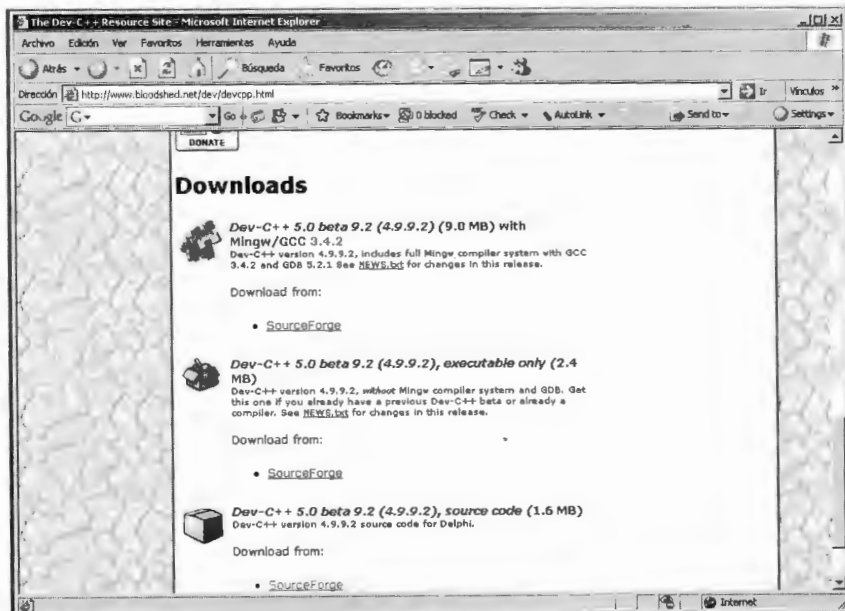 The Dev-C++ Resource Site - Microsoft Internet Explorer
Archivo Edición Ver Favoritos Herramientas Ayuda
Atrás Búsqueda Favoritos
Dirección http://www.bloodshed.net/dev/devcpp.html Ir Vínculos »
Google G Go Bookmarks 0 blocked Check AutoLink Send to Settings
DONATE
Downloads
Dev-C++ 5.0 beta 9.2 (4.9.9.2) (9.0 MB) with
Mingw/GCC 3.4.2
Dev-C++ version 4.9.9.2, includes full Mingw compiler system with GCC
3.4.2 and GDB 5.2.1 See NEWS.txt for changes in this release.
Download from:
• SourceForge
Dev-C++ 5.0 beta 9.2 (4.9.9.2), executable only (2.4
MB)
Dev-C++ version 4.9.9.2, without Mingw compiler system and GDB. Get
this one if you already have a previous Dev-C++ beta or already a
compiler. See NEWS.txt for changes in this release.
Download from:
• SourceForge
Dev-C++ 5.0 beta 9.2 (4.9.9.2), source code (1.6 MB)
Dev-C++ version 4.9.9.2 source code for Delphi.
Download from:
• SourceForge
Internet